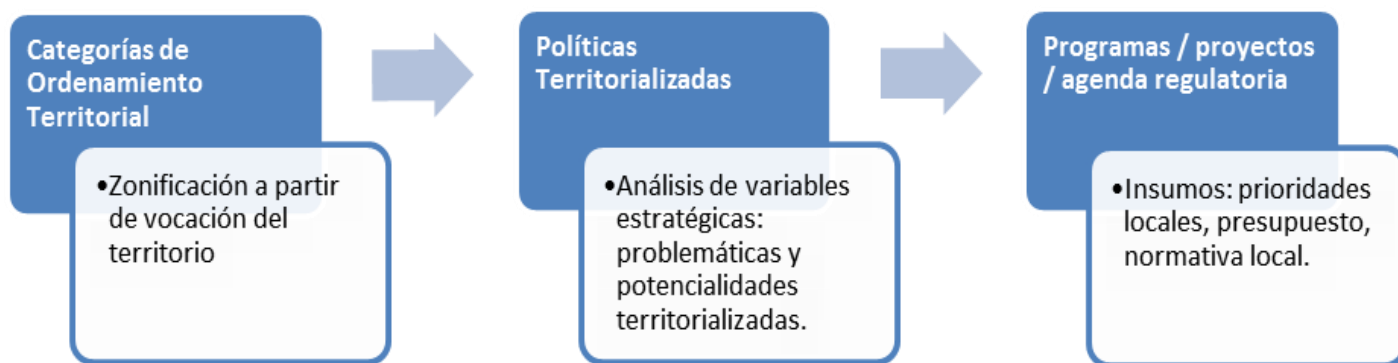 Categorías de
Ordenamiento
Territorial
•Zonificación a partir
de vocación del
territorio
Políticas
Territorializadas
•Análisis de variables
estratégicas:
problemáticas y
potencialidades
territorializadas.
Programas / proyectos
/ agenda regulatoria
•Insumos: prioridades
locales, presupuesto,
normativa local.